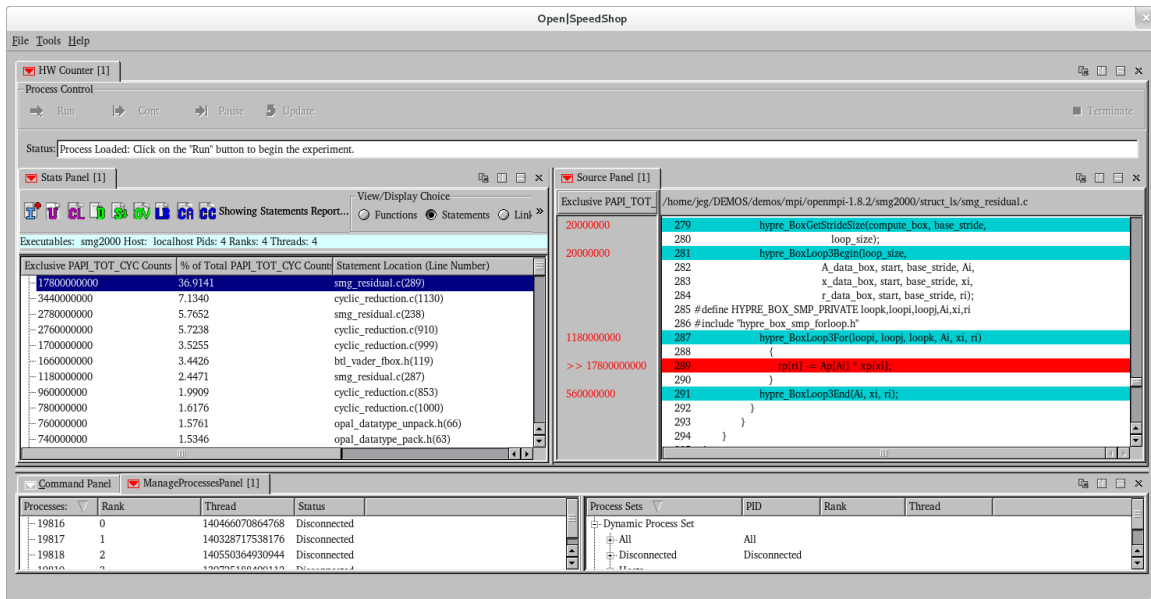 Open|SpeedShop
File Tools Help
HW Counter [1]
Process Control
Run Cont Pause Update Terminate
Status: Process Loaded: Click on the "Run" button to begin the experiment.
Stats Panel [1]
View/Display Choice
Showing Statements Report... Functions Statements Link »
Executables: smg2000 Host: localhost Pids: 4 Ranks: 4 Threads: 4
Exclusive PAPI_TOT_CYC Counts % of Total PAPI_TOT_CYC Counts Statement Location (Line Number)
17800000000 36.9141 smg_residual.c(289)
3440000000 7.1340 cyclic_reduction.c(1130)
2780000000 5.7652 smg_residual.c(238)
2760000000 5.7238 cyclic_reduction.c(910)
1700000000 3.5255 cyclic_reduction.c(999)
1660000000 3.4426 btl_vader_fbox.h(119)
1180000000 2.4471 smg_residual.c(287)
960000000 1.9909 cyclic_reduction.c(853)
780000000 1.6176 cyclic_reduction.c(1000)
760000000 1.5761 opal_datatype_unpack.h(66)
740000000 1.5346 opal_datatype_pack.h(63)
Source Panel [1]
Exclusive PAPI_TOT_ /home/jeg/DEMOS/demos/mpi/openmpi-1.8.2/smg2000/struct_ls/smg_residual.c
20000000 279 hypre_BoxGetStrideSize(compute_box, base_stride,
280 loop_size);
20000000 281 hypre_BoxLoop3Begin(loop_size,
282 A_data_box, start, base_stride, Ai,
283 x_data_box, start, base_stride, xi,
284 r_data_box, start, base_stride, ri);
285 #define HYPRE_BOX_SMP_PRIVATE loopk,loopi,loopj,Ai,xi,ri
286 #include "hypre_box_smp_forloop.h"
1180000000 287 hypre_BoxLoop3For(loopi, loopj, loopk, Ai, xi, ri)
288 {
>> 17800000000 289 rp[ri] -= Ap[Ai] * xp[xi];
290 }
560000000 291 hypre_BoxLoop3End(Ai, xi, ri);
292 }
293 }
294 }
Command Panel ManageProcessesPanel [1]
Processes: Rank Thread Status
19816 0 140466070864768 Disconnected
19817 1 140328717538176 Disconnected
19818 2 140550364930944 Disconnected
Process Sets PID Rank Thread
Dynamic Process Set
All All
Disconnected Disconnected